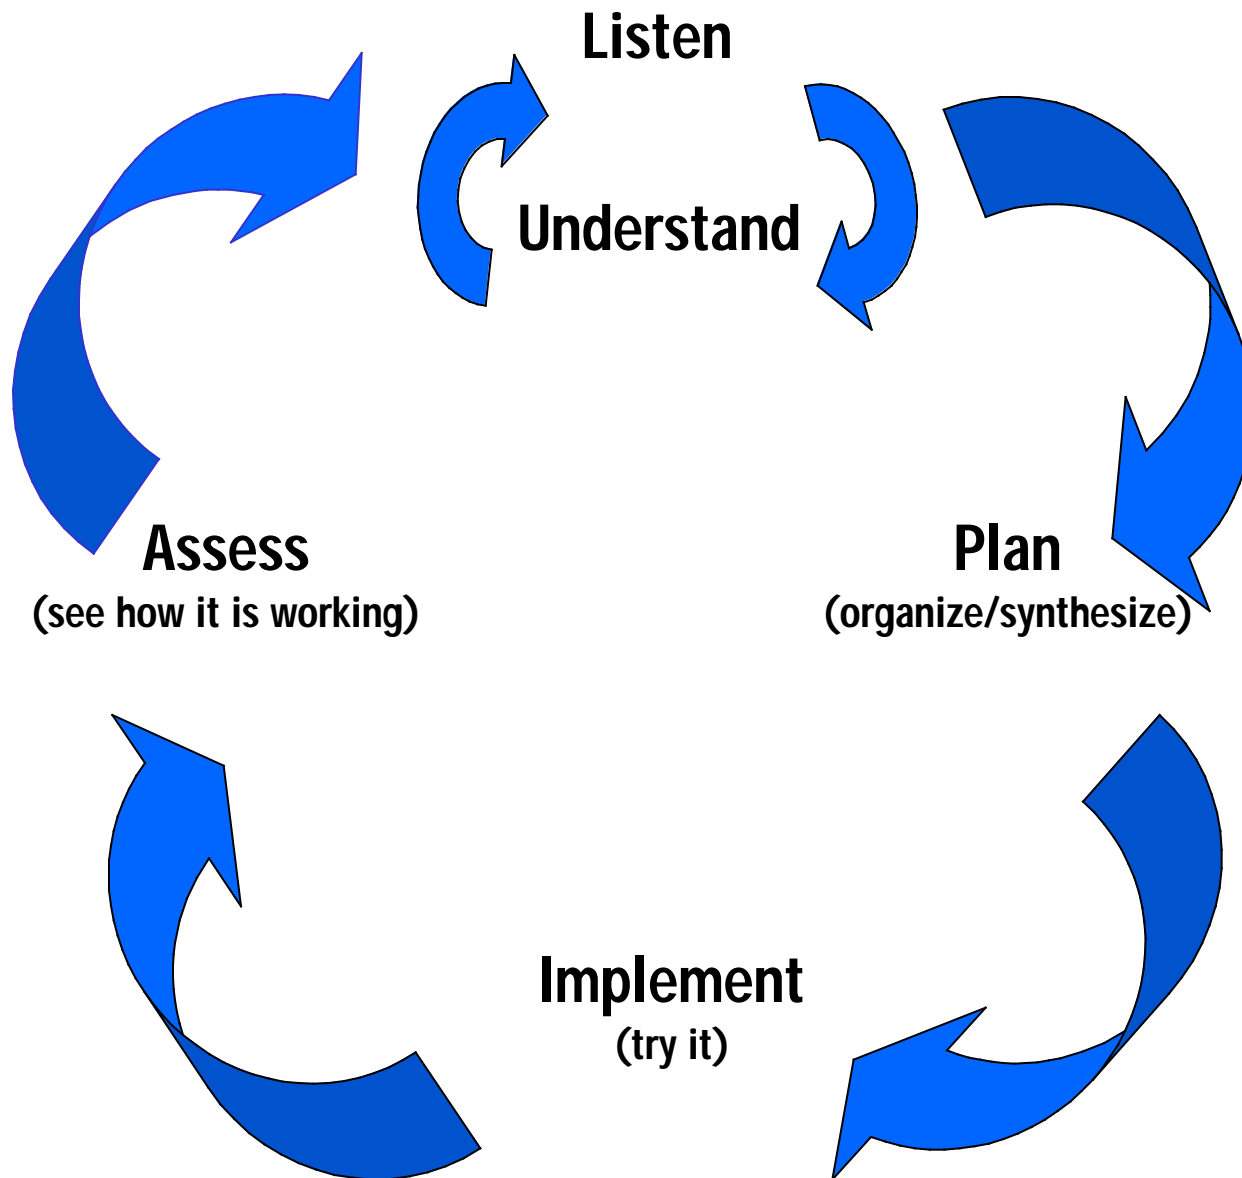 Listen
Understand
Assess
(see how it is working)
Plan
(organize/synthesize)
Implement
(try it)